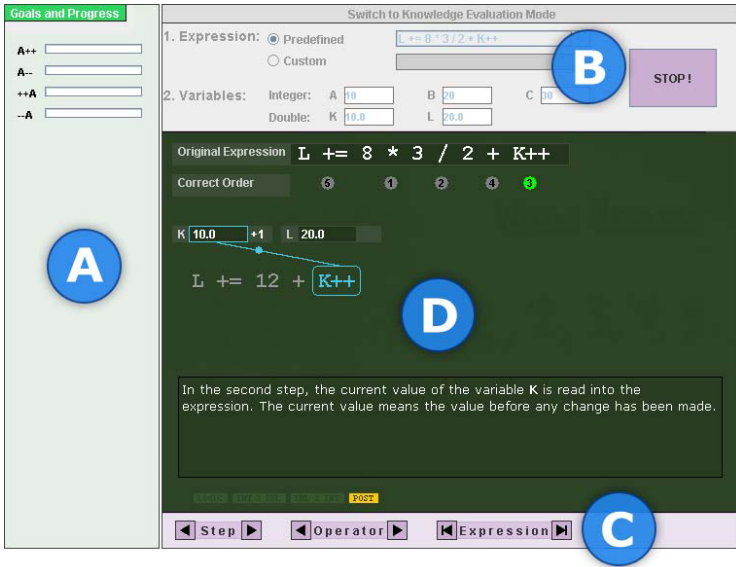 Goals and Progress
A++
A--
++A
--A
A
Switch to Knowledge Evaluation Mode
1. Expression:
Predefined
L += 8 * 3 / 2 + K++
Custom
B
STOP!
2. Variables:
Integer: A 10 B 20 C 30
Double: K 10.0 L 20.0
Original Expression L += 8 * 3 / 2 + K++
Correct Order 5 1 2 4 3
K 10.0 +1 L 20.0
L += 12 + K++
D
In the second step, the current value of the variable K is read into the
expression. The current value means the value before any change has been made.
POST
Step Operator Expression
C